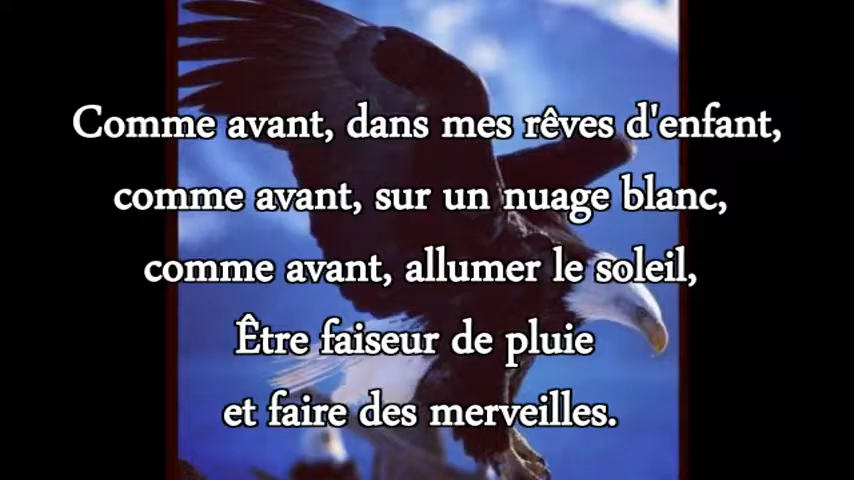 Comme avant, dans mes rêves d'enfant,
comme avant, sur un nuage blanc,
comme avant, allumer le soleil,
Être faiseur de pluie
et faire des merveilles.